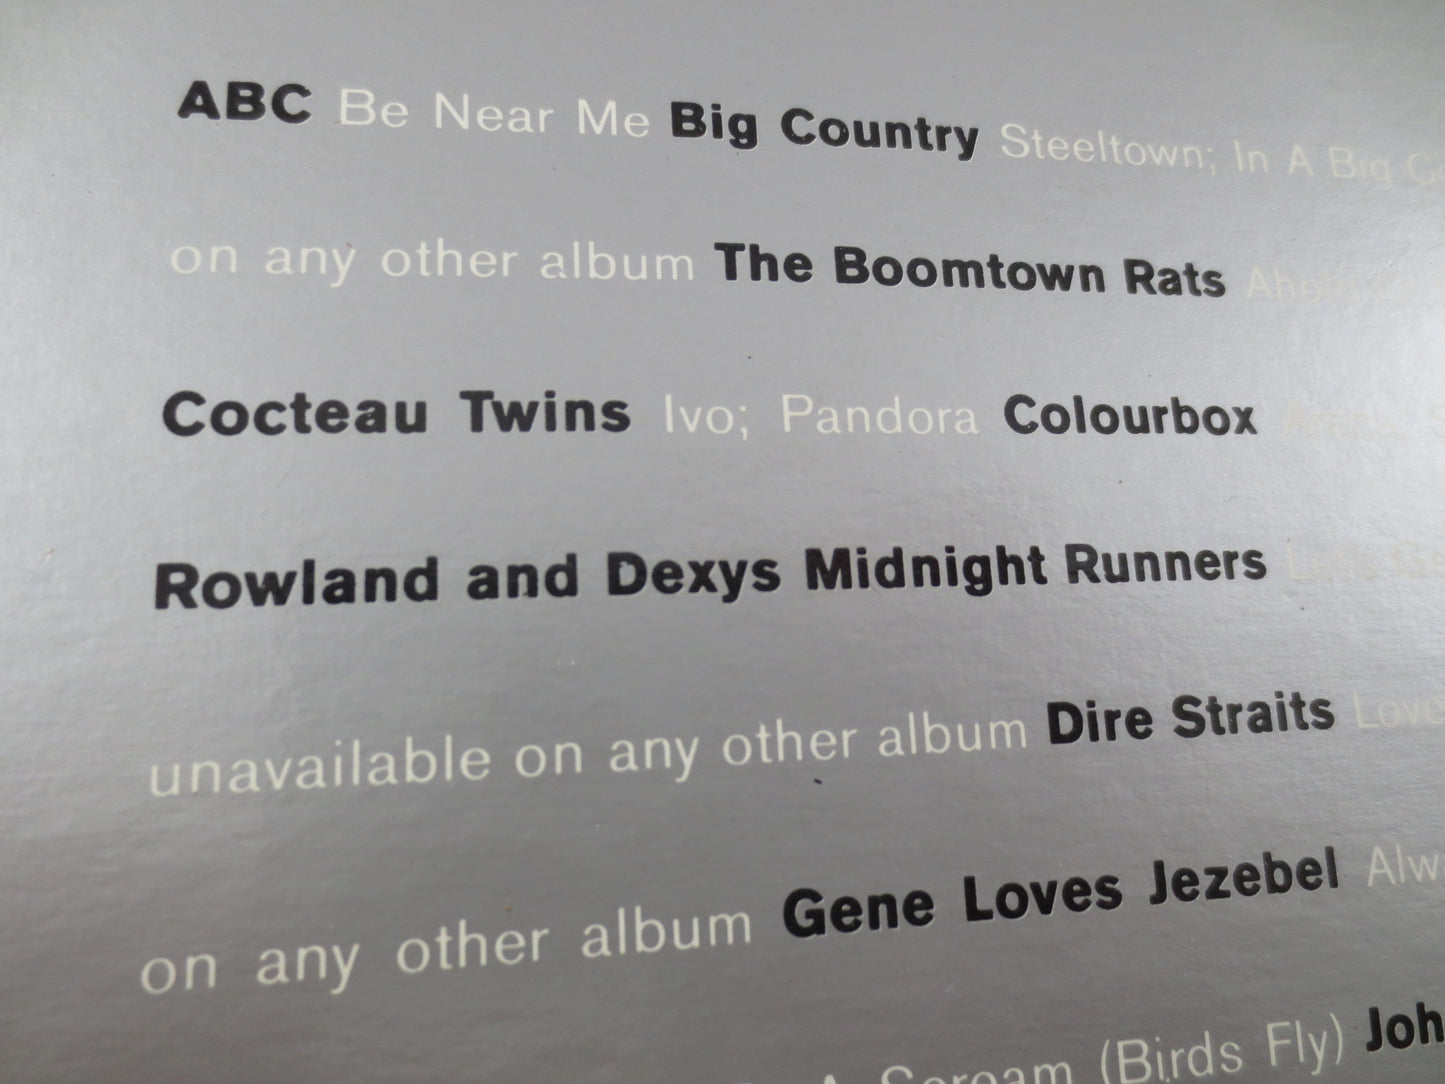 ABC Be Near Me Big Country Steeltown; In A Big
on any other album The Boomtown Rats
Cocteau Twins Ivo; Pandora Colourbox
Rowland and Dexys Midnight Runners
unavailable on any other album Dire Straits Love
on any other album Gene Loves Jezebel
A Scream (Birds Fly)